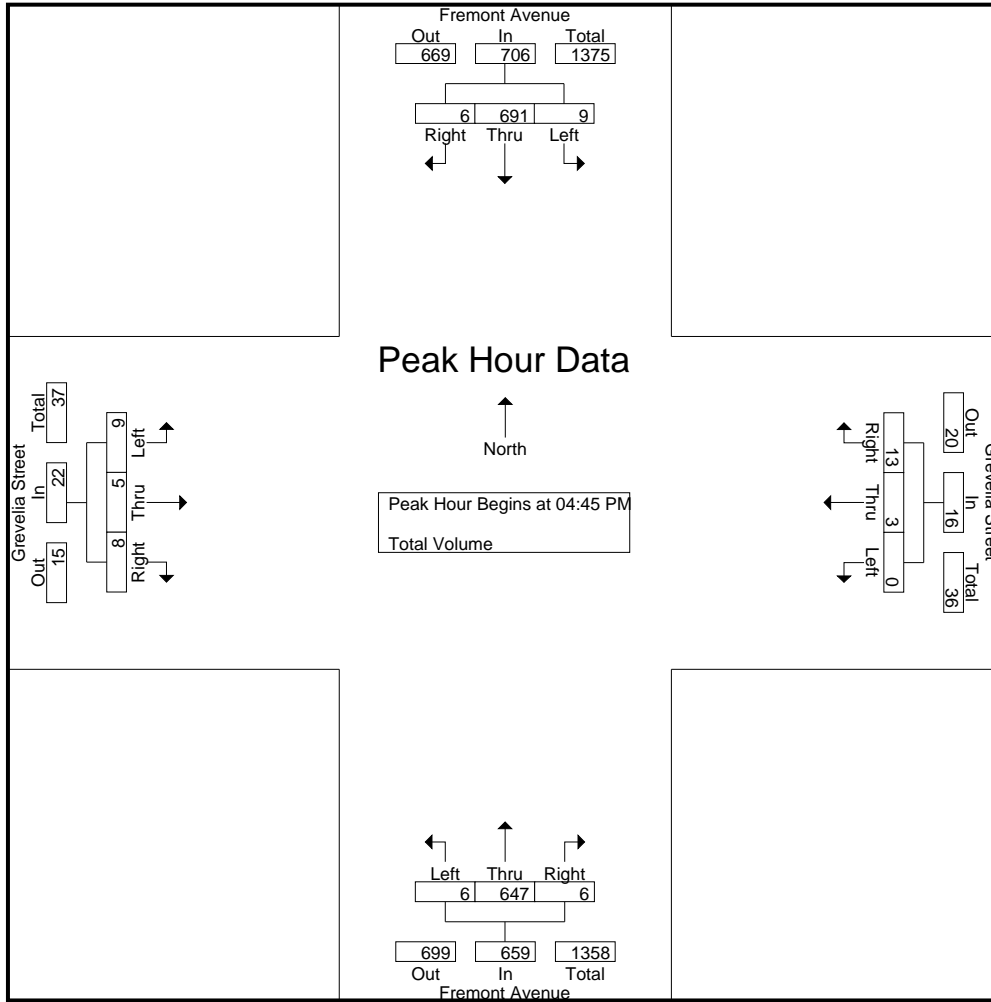 Fremont Avenue
Out In Total
669 706 1375
6 691 9
Right Thru Left
Peak Hour Data
North
Peak Hour Begins at 04:45 PM
Total Volume
Grevelia Street
Out In Total
15 22 37
Right Thru Left
8 5 9
Grevelia Street
Out In Total
20 16 36
13 3 0
Right Thru Left
Left Thru Right
6 647 6
699 659 1358
Out In Total
Fremont Avenue